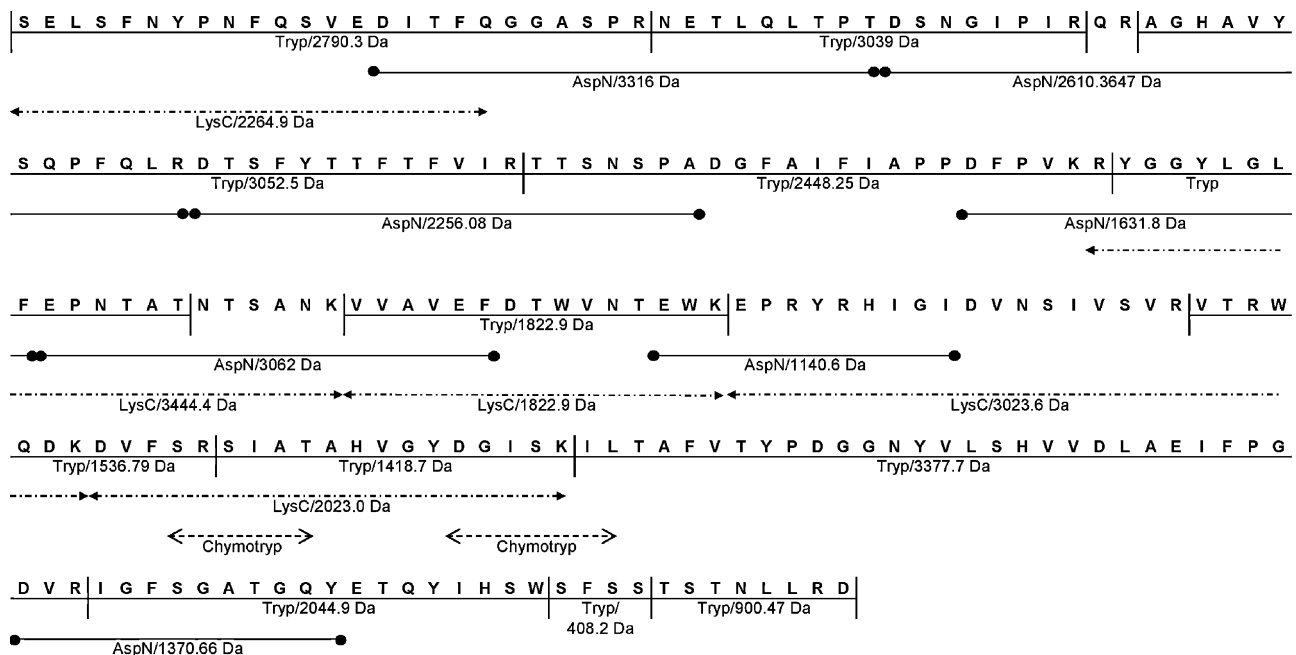 S E L S F N Y P N F Q S V E D I T F Q G G A S P R N E T L Q L T P T D S N G I P I R Q R A G H A V Y
Tryp/2790.3 Da Tryp/3039 Da
AspN/3316 Da AspN/2610.3647 Da
LysC/2264.9 Da
S Q P F Q L R D T S F Y T T F T F V I R T T S N S P A D G F A I F I A P P D F P V K R Y G G Y L G L
Tryp/3052.5 Da Tryp/2448.25 Da Tryp
AspN/2256.08 Da AspN/1631.8 Da
F E P N T A T N T S A N K V V A V E F D T W V N T E W K E P R Y R H I G I D V N S I V S V R V T R W
Tryp/1822.9 Da
AspN/3062 Da AspN/1140.6 Da
LysC/3444.4 Da LysC/1822.9 Da LysC/3023.6 Da
Q D K D V F S R S I A T A H V G Y D G I S K I L T A F V T Y P D G G N Y V L S H V V D L A E I F P G
Tryp/1536.79 Da Tryp/1418.7 Da Tryp/3377.7 Da
LysC/2023.0 Da
Chymotryp Chymotryp
D V R I G F S G A T G Q Y E T Q Y I H S W S F S S T S T N L L R D
Tryp/2044.9 Da Tryp/ Tryp/900.47 Da
408.2 Da
AspN/1370.66 Da